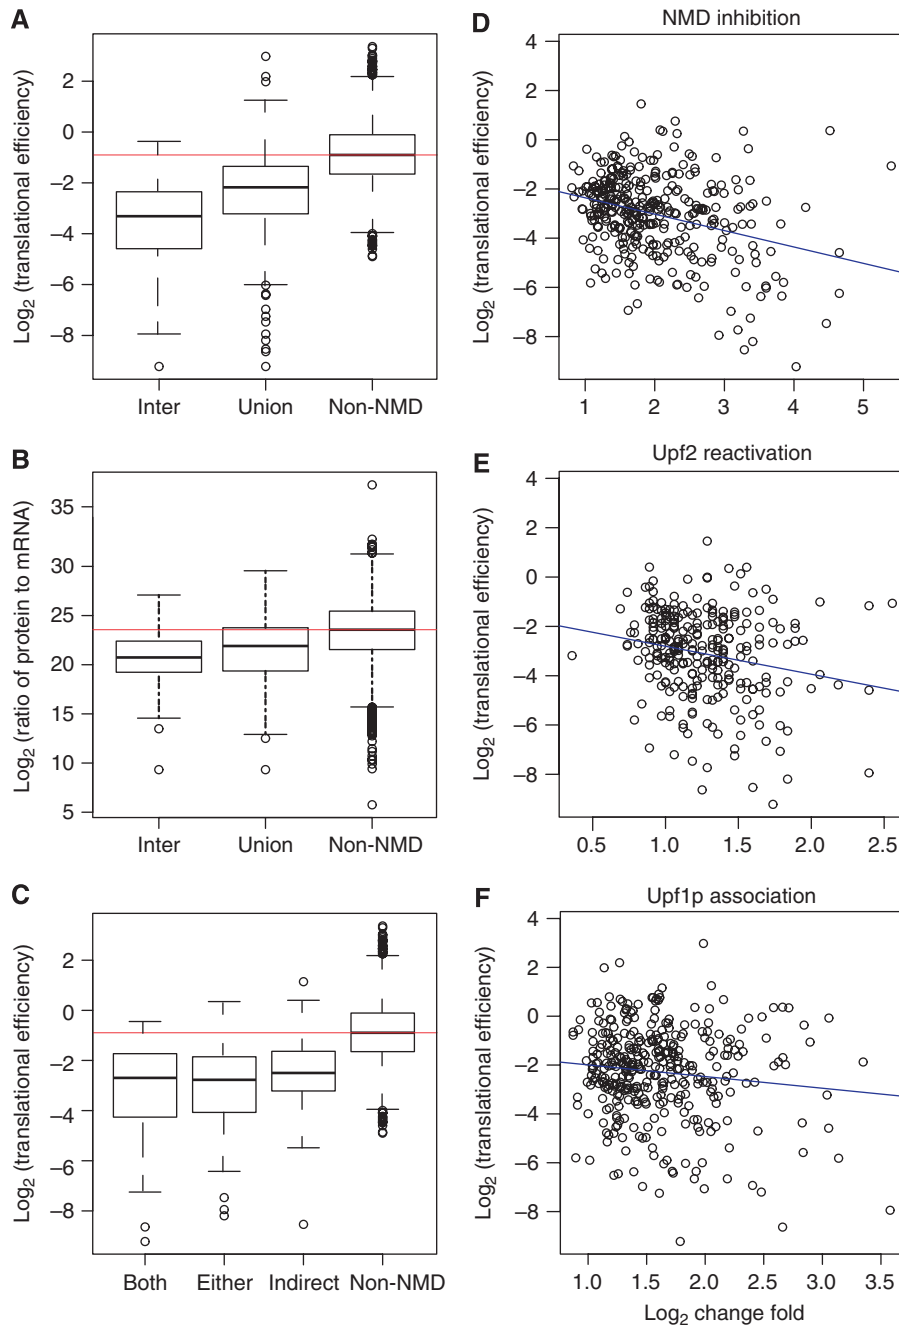 A
Log2 (translational efficiency)
2
0
−2
−4
−6
−8
Inter Union Non-NMD
B
Log2 (ratio of protein to mRNA)
35
30
25
20
15
10
5
Inter Union Non-NMD
C
Log2 (translational efficiency)
2
0
−2
−4
−6
−8
Both Either Indirect Non-NMD
D
NMD inhibition
Log2 (translational efficiency)
4
2
0
−2
−4
−6
−8
1 2 3 4 5
E
Upf2 reactivation
Log2 (translational efficiency)
4
2
0
−2
−4
−6
−8
0.5 1.0 1.5 2.0 2.5
F
Upf1p association
Log2 (translational efficiency)
4
2
0
−2
−4
−6
−8
1.0 1.5 2.0 2.5 3.0 3.5
Log2 change fold